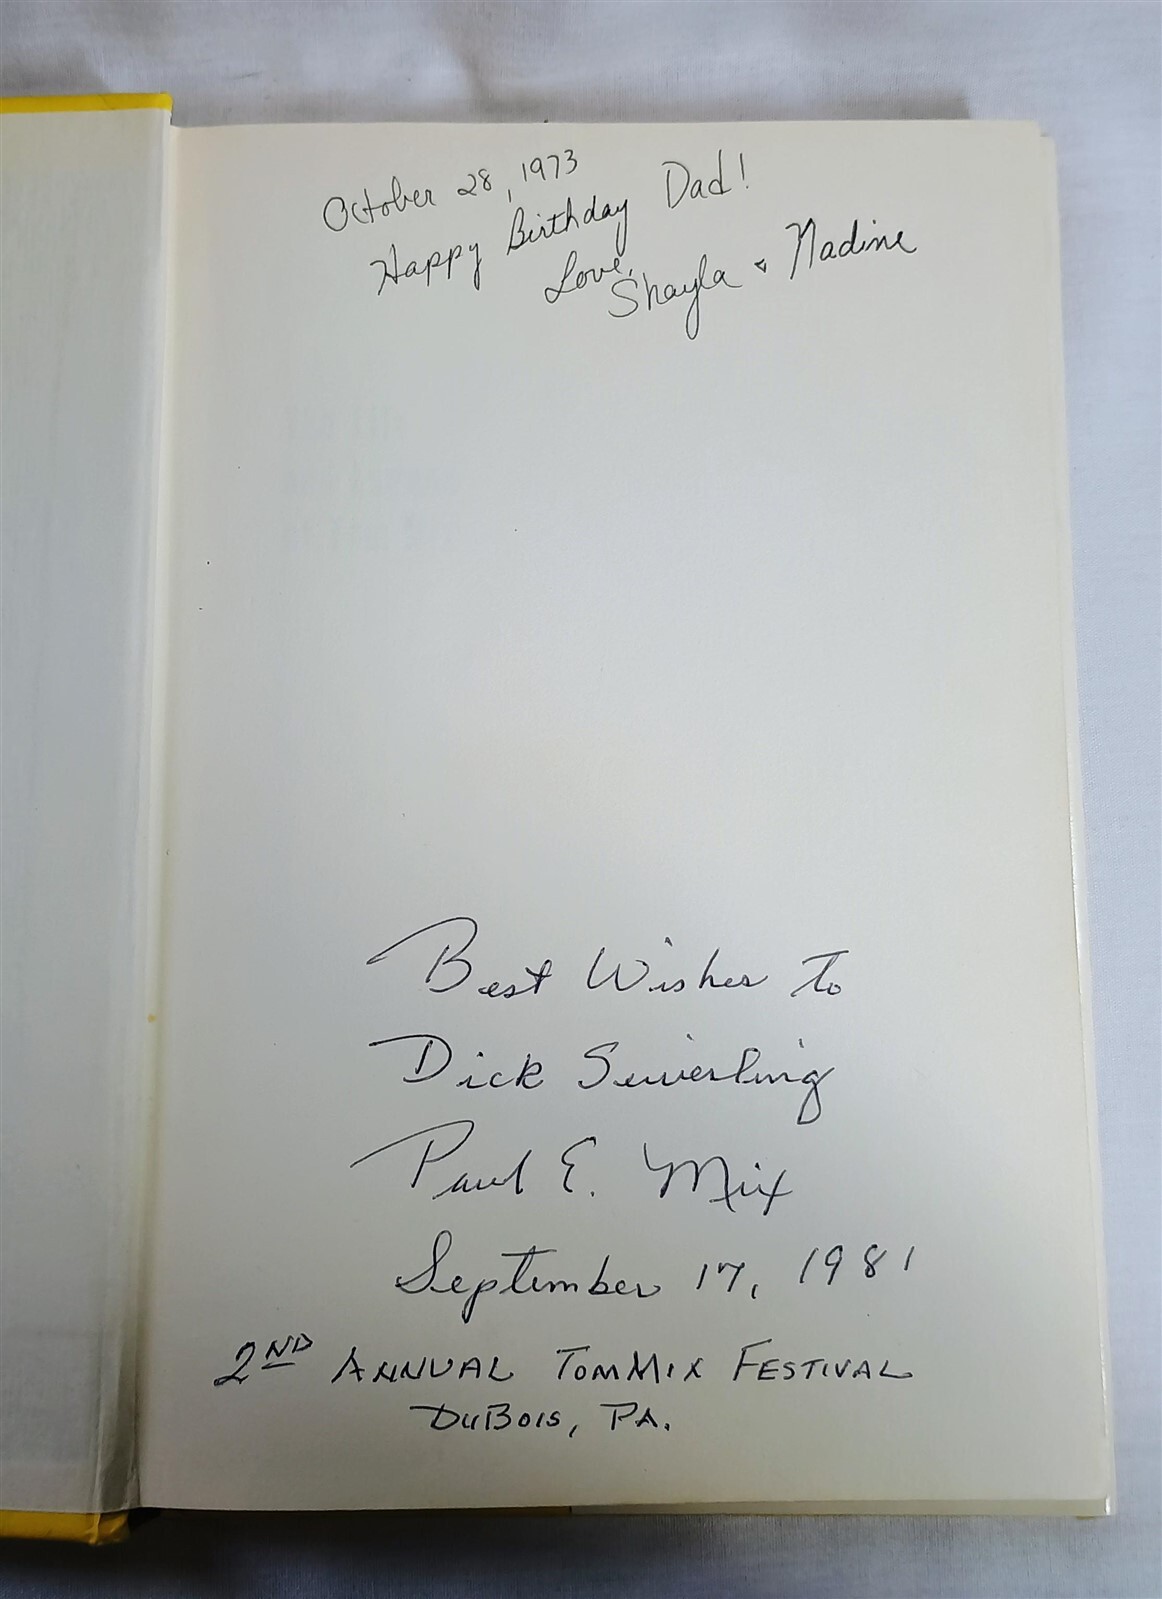 October 28, 1973
Happy Birthday Dad!
Love,
Shayla & Nadine
Best Wishes To
Dick Seiverling
Paul E. Mix
September 17, 1981
2ND ANNUAL TOM MIX FESTIVAL
DUBOIS, PA.